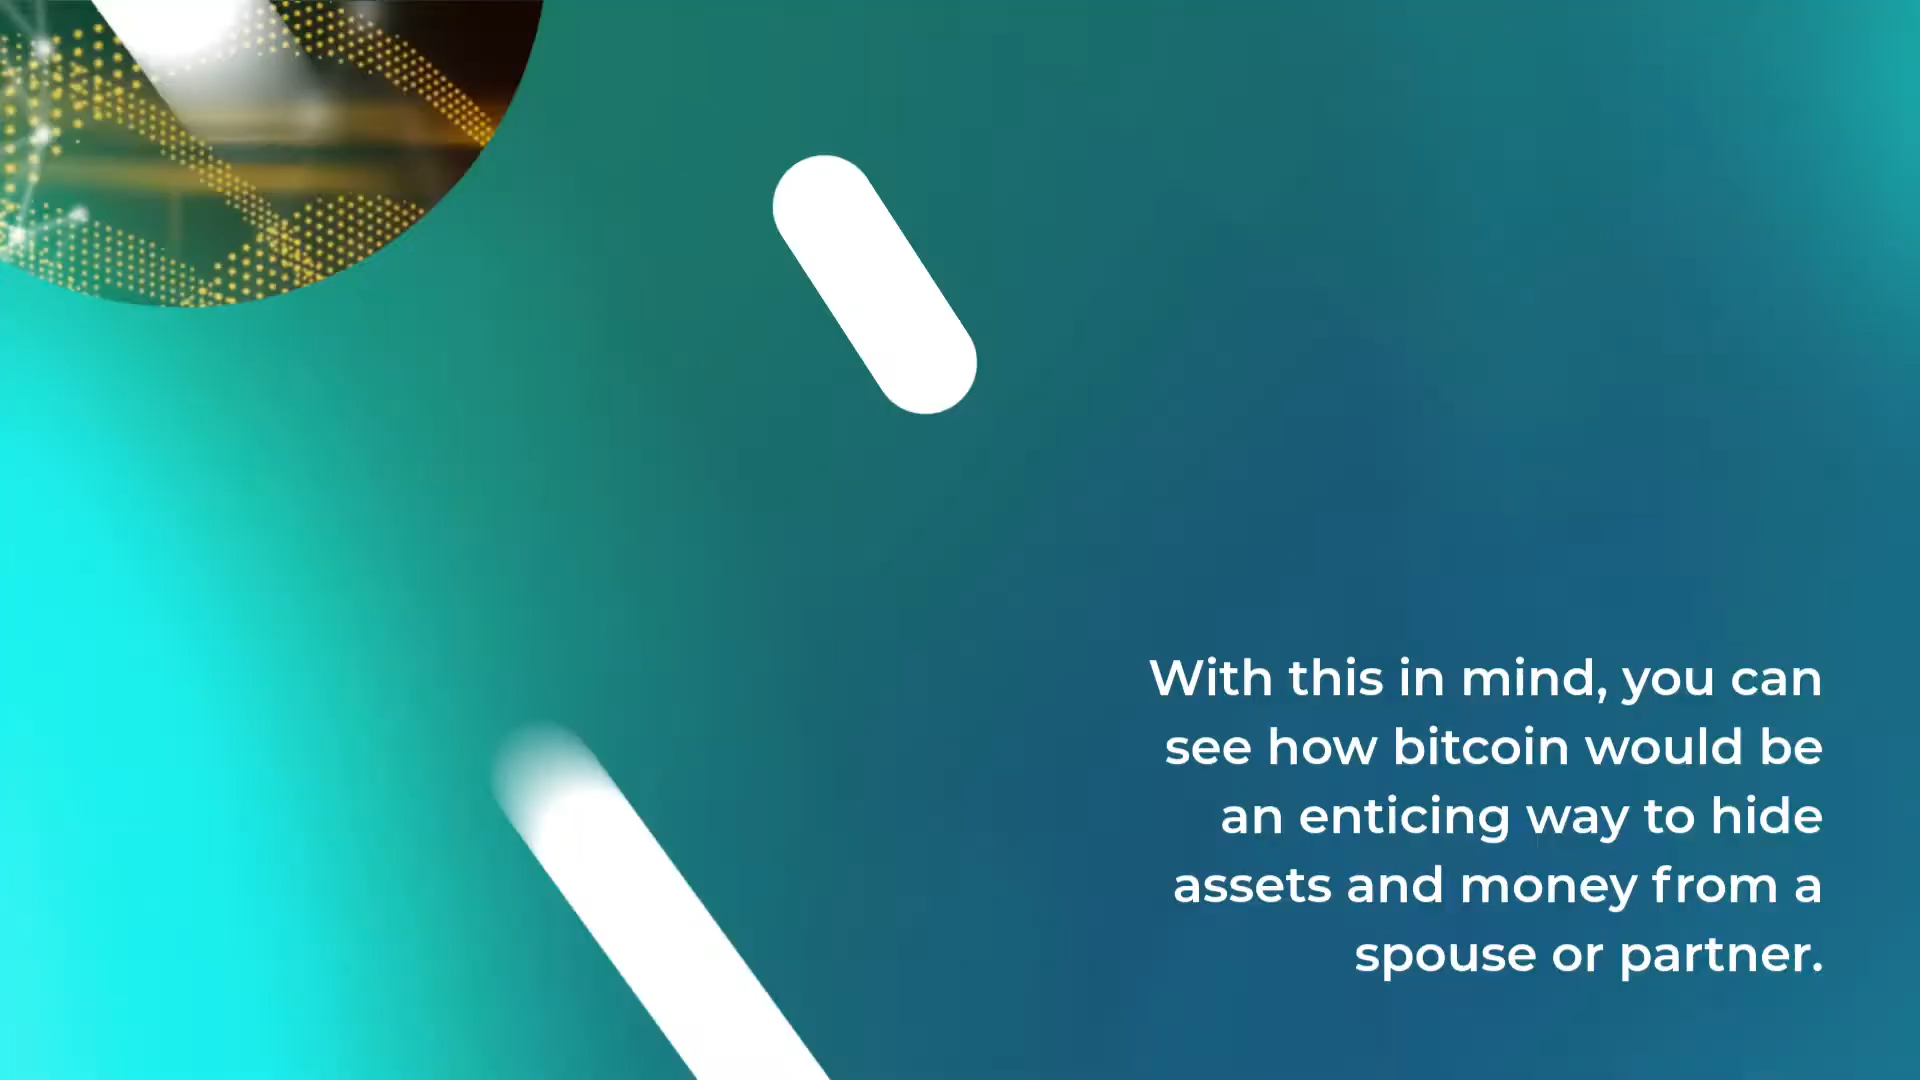 With this in mind, you can
see how bitcoin would be
an enticing way to hide
assets and money from a
spouse or partner.